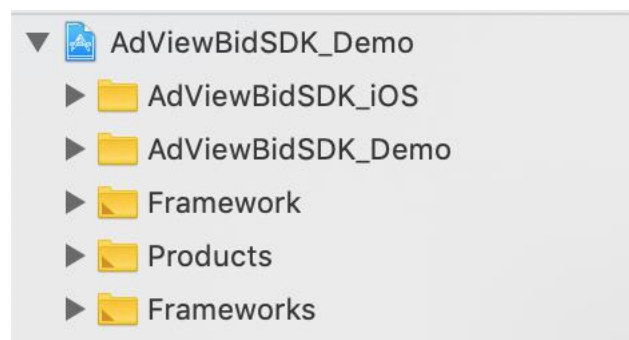 AdViewBidSDK_Demo
AdViewBidSDK_iOS
AdViewBidSDK_Demo
Framework
Products
Frameworks